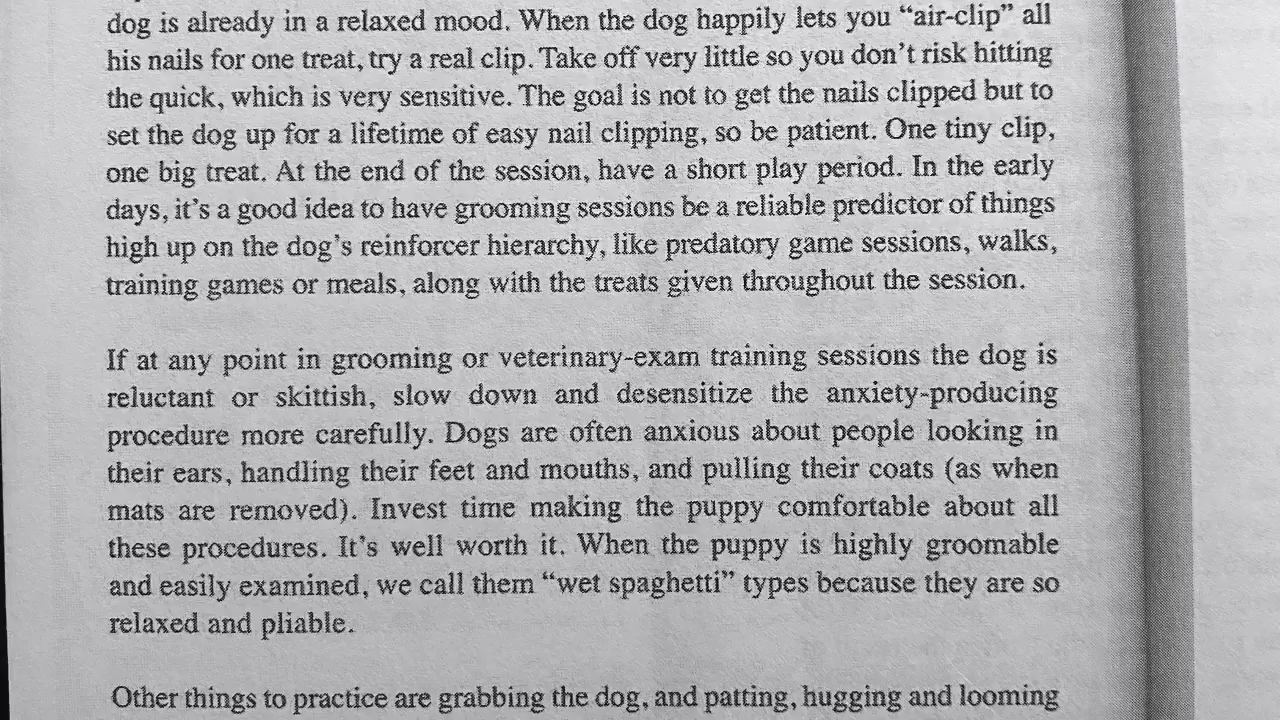 dog is already in a relaxed mood. When the dog happily lets you “air-clip” all
his nails for one treat, try a real clip. Take off very little so you don’t risk hitting
the quick, which is very sensitive. The goal is not to get the nails clipped but to
set the dog up for a lifetime of easy nail clipping, so be patient. One tiny clip,
one big treat. At the end of the session, have a short play period. In the early
days, it’s a good idea to have grooming sessions be a reliable predictor of things
high up on the dog’s reinforcer hierarchy, like predatory game sessions, walks,
training games or meals, along with the treats given throughout the session.
If at any point in grooming or veterinary-exam training sessions the dog is
reluctant or skittish, slow down and desensitize the anxiety-producing
procedure more carefully. Dogs are often anxious about people looking in
their ears, handling their feet and mouths, and pulling their coats (as when
mats are removed). Invest time making the puppy comfortable about all
these procedures. It’s well worth it. When the puppy is highly groomable
and easily examined, we call them “wet spaghetti” types because they are so
relaxed and pliable.
Other things to practice are grabbing the dog, and patting, hugging and looming